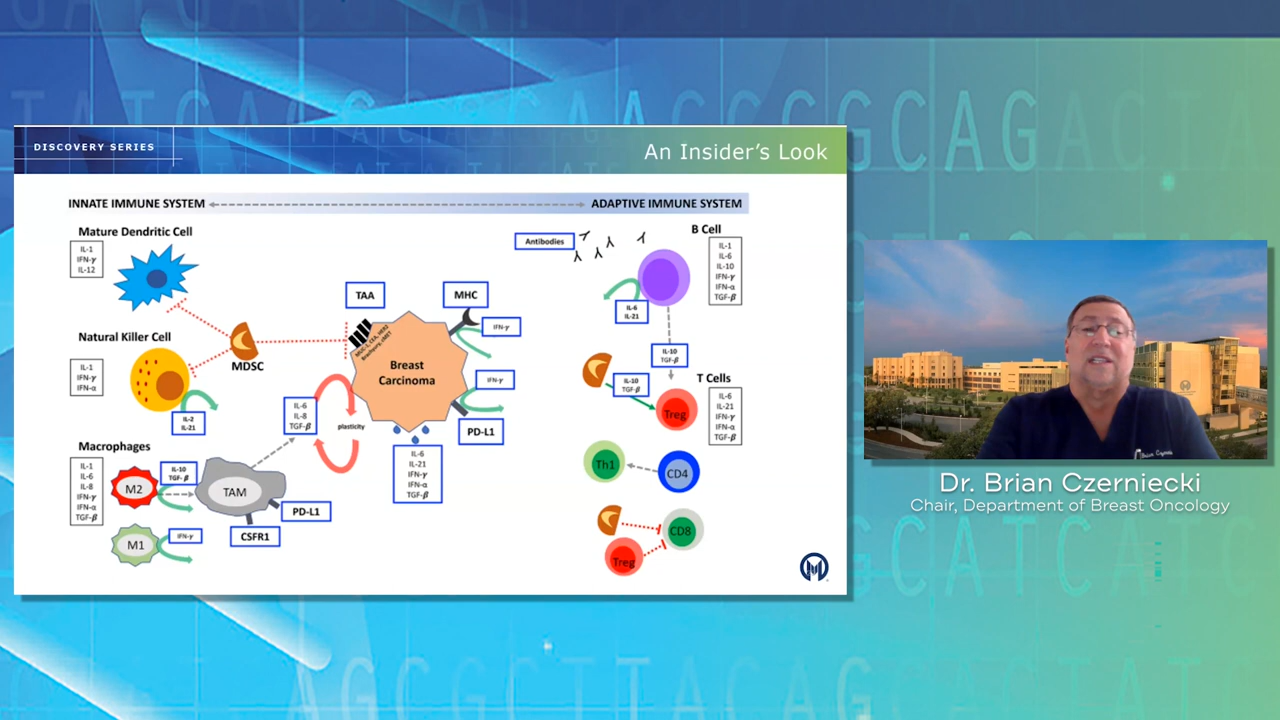 DISCOVERY SERIES
An Insider's Look
INNATE IMMUNE SYSTEM
ADAPTIVE IMMUNE SYSTEM
Mature Dendritic Cell
IL-1
IFN-γ
IL-12
Natural Killer Cell
IL-1
IFN-γ
IFN-α
IL-2
IL-21
MDSC
Macrophages
IL-1
IL-6
IL-8
IFN-γ
IFN-α
TGF-β
M2
IL-10
TGF-β
M1
IFN-γ
TAM
PD-L1
CSFR1
IL-6
IL-8
TGF-β
plasticity
TAA
MHC
IFN-γ
Breast
Carcinoma
IFN-γ
PD-L1
IL-6
IL-21
IFN-γ
IFN-α
TGF-β
Antibodies
B Cell
IL-1
IL-6
IL-10
IFN-γ
IFN-α
TGF-β
IL-6
IL-21
IL-10
TGF-β
T Cells
IL-6
IL-21
IFN-γ
IFN-α
TGF-β
IL-10
TGF-β
Treg
Th1
CD4
CD8
Treg
Dr. Brian Czerniecki
Chair, Department of Breast Oncology